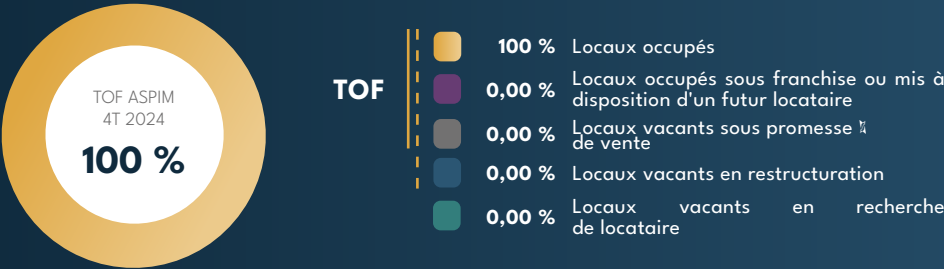 TOF ASPIM
4T 2024
100 %
TOF
100 % Locaux occupés
0,00 % Locaux occupés sous franchise ou mis à
disposition d'un futur locataire
0,00 % Locaux vacants sous promesse
de vente
0,00 % Locaux vacants en restructuration
0,00 % Locaux vacants en recherche
de locataire